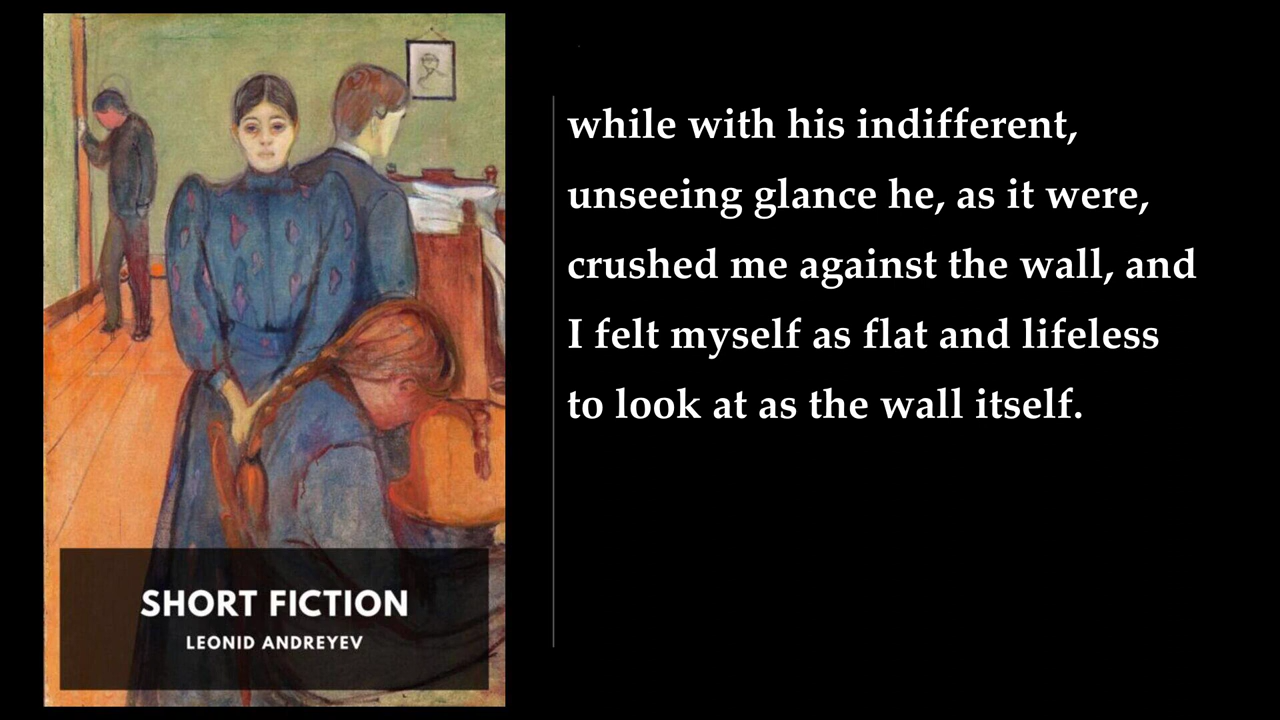 while with his indifferent,
unseeing glance he, as it were,
crushed me against the wall, and
I felt myself as flat and lifeless
to look at as the wall itself.
SHORT FICTION
LEONID ANDREYEV